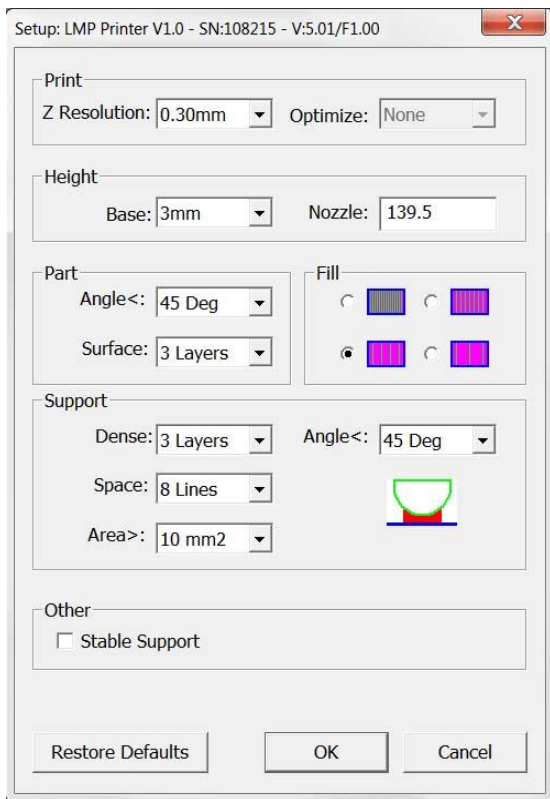 Setup: LMP Printer V1.0 - SN:108215 - V:5.01/F1.00
Print
Z Resolution: 0.30mm Optimize: None
Height
Base: 3mm Nozzle: 139.5
Part
Angle<: 45 Deg
Surface: 3 Layers
Fill
Support
Dense: 3 Layers Angle<: 45 Deg
Space: 8 Lines
Area>: 10 mm2
Other
Stable Support
Restore Defaults OK Cancel